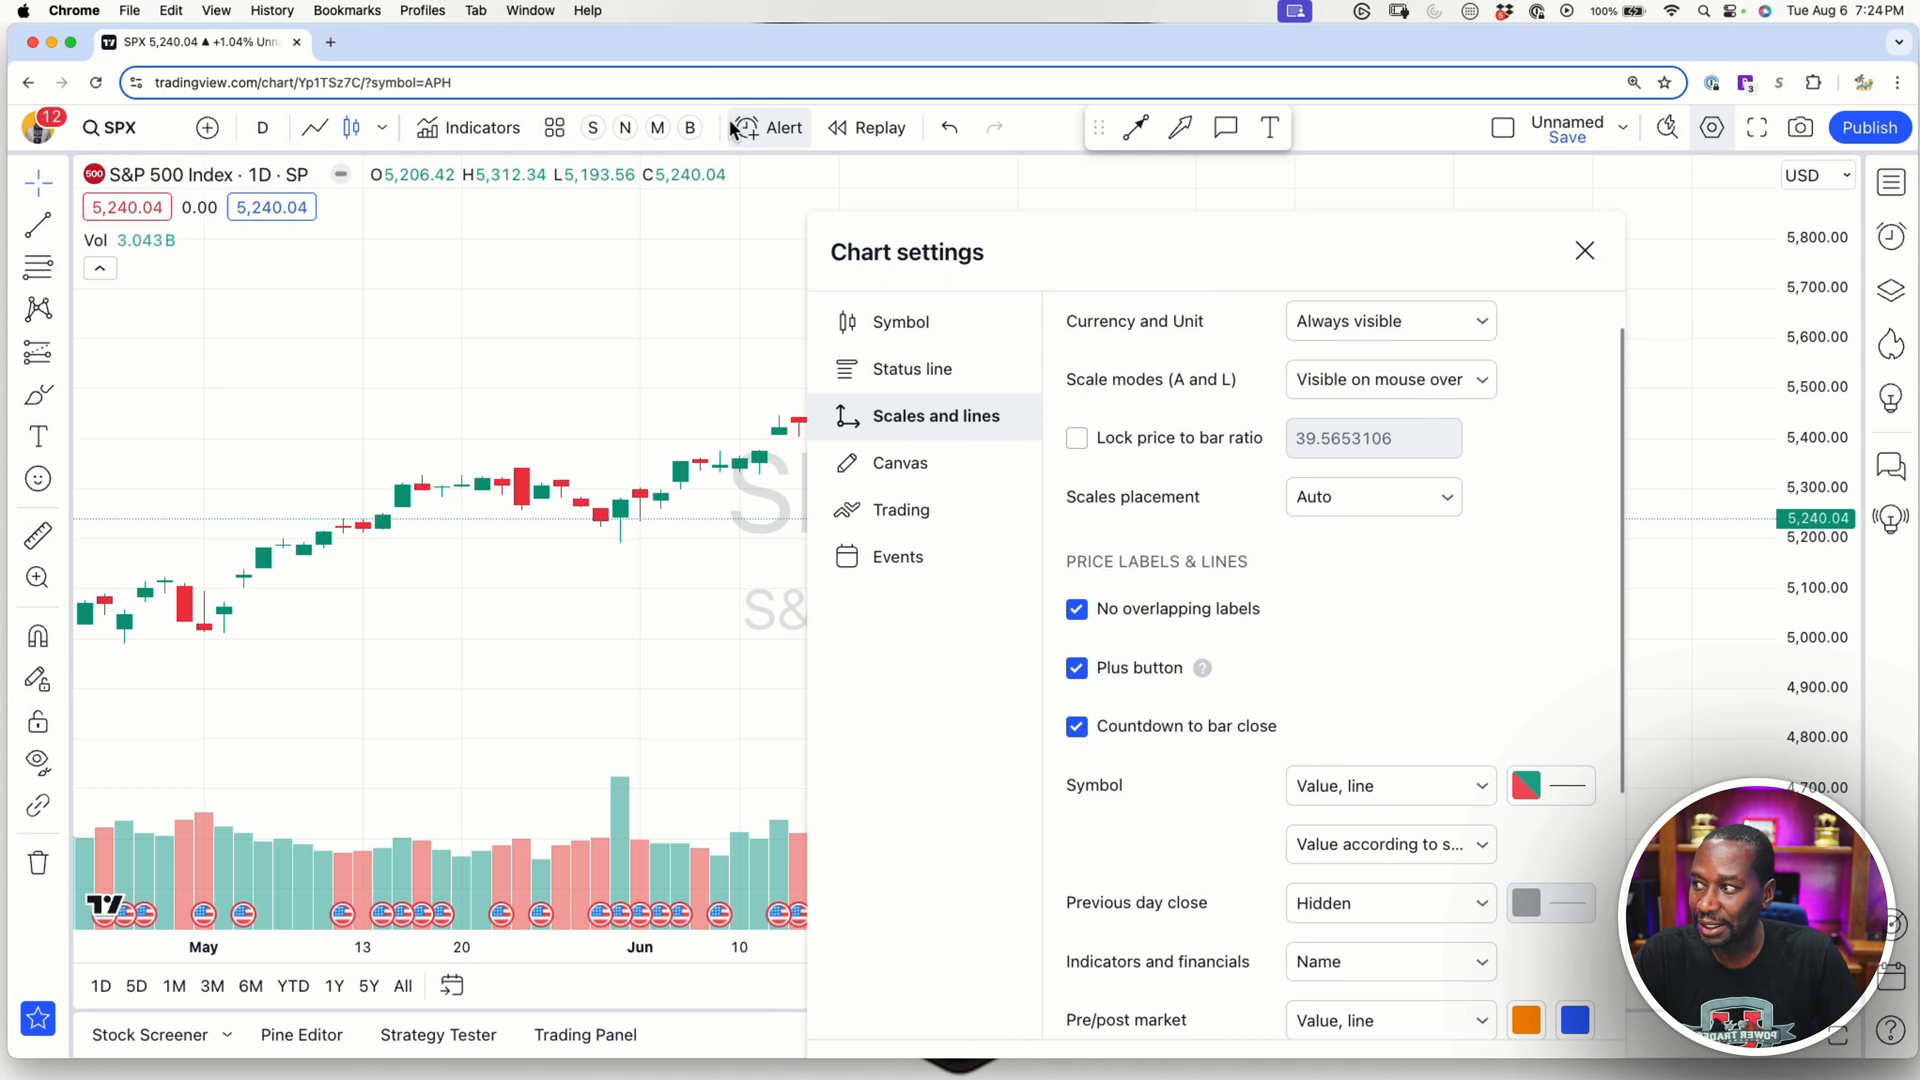 Chrome File Edit View History Bookmarks Profiles Tab Window Help
100% Tue Aug 6 7:24 PM
SPX 5,240.04 ▲ +1.04% Unn
tradingview.com/chart/Yp1TSz7C/?symbol=APH
12 SPX D Indicators S N M B Alert Replay T Unnamed Save Publish
500 S&P 500 Index · 1D · SP O5,206.42 H5,312.34 L5,193.56 C5,240.04
USD
5,240.04 0.00 5,240.04
Vol 3.043B
5,800.00
5,700.00
5,600.00
5,500.00
5,400.00
5,300.00
5,240.04
5,200.00
5,100.00
5,000.00
4,900.00
4,800.00
4,700.00
Chart settings
Symbol
Status line
Scales and lines
Canvas
Trading
Events
Currency and Unit Always visible
Scale modes (A and L) Visible on mouse over
Lock price to bar ratio 39.5653106
Scales placement Auto
PRICE LABELS & LINES
No overlapping labels
Plus button ?
Countdown to bar close
Symbol Value, line
Value according to s...
Previous day close Hidden
Indicators and financials Name
Pre/post market Value, line
S&
May 13 20 Jun 10
1D 5D 1M 3M 6M YTD 1Y 5Y All
Stock Screener Pine Editor Strategy Tester Trading Panel